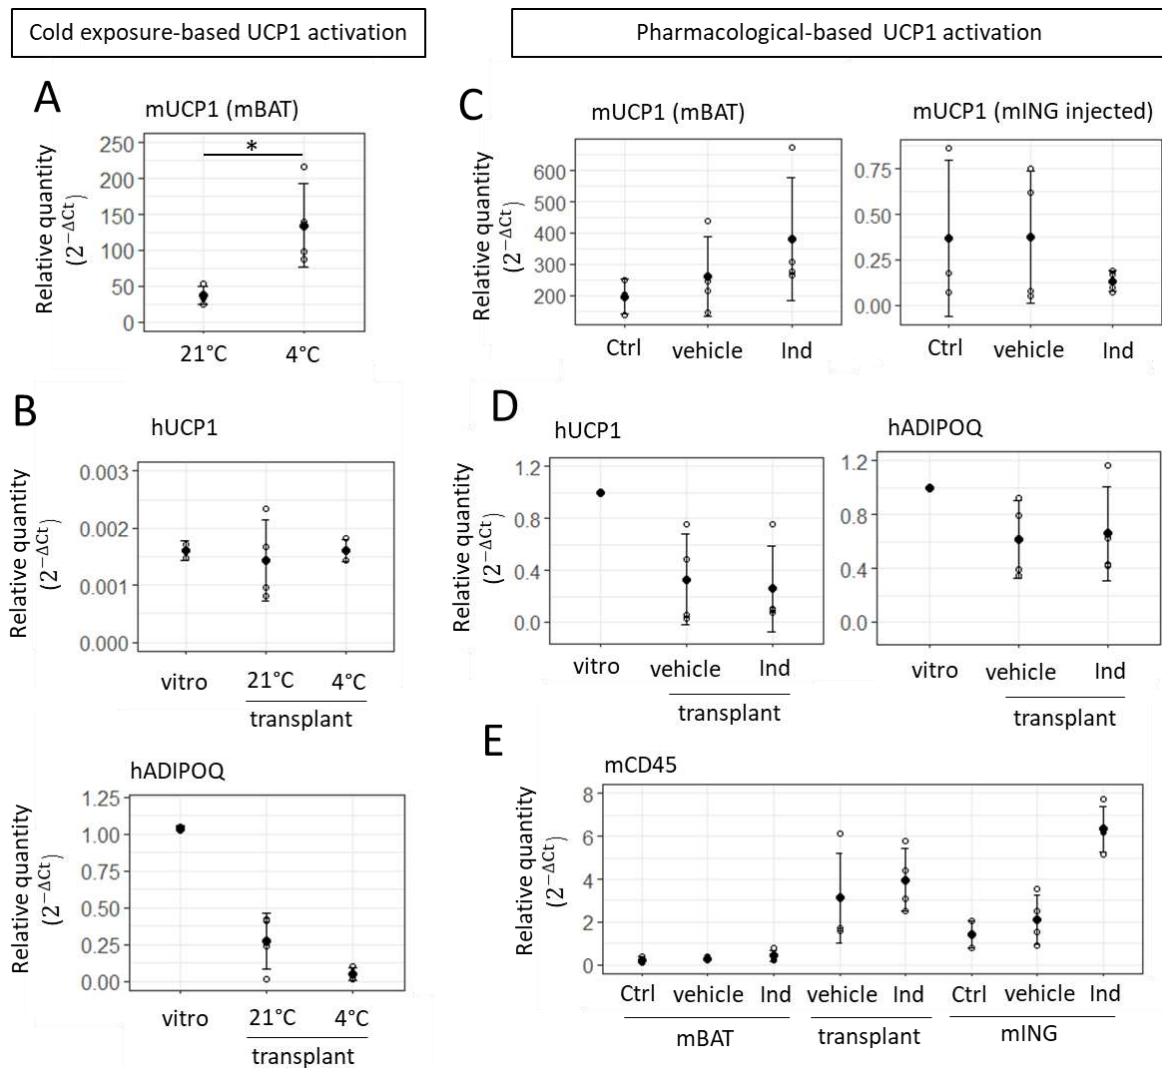 Cold exposure-based UCP1 activation
Pharmacological-based UCP1 activation
A
mUCP1 (mBAT)
Relative quantity
(2^−ΔCt)
250
200
150
100
50
0
*
21°C
4°C
B
hUCP1
Relative quantity
(2^−ΔCt)
0.003
0.002
0.001
0.000
vitro
21°C
4°C
transplant
hADIPOQ
Relative quantity
(2^−ΔCt)
1.25
1.00
0.75
0.50
0.25
0.00
vitro
21°C
4°C
transplant
C
mUCP1 (mBAT)
Relative quantity
(2^−ΔCt)
600
500
400
300
200
Ctrl
vehicle
Ind
mUCP1 (mING injected)
0.75
0.50
0.25
0.00
Ctrl
vehicle
Ind
D
hUCP1
Relative quantity
(2^−ΔCt)
1.2
0.8
0.4
0.0
vitro
vehicle
Ind
transplant
hADIPOQ
1.2
0.8
0.4
0.0
vitro
vehicle
Ind
transplant
E
mCD45
Relative quantity
(2^−ΔCt)
8
6
4
2
0
Ctrl
vehicle
Ind
vehicle
Ind
Ctrl
vehicle
Ind
mBAT
transplant
mING